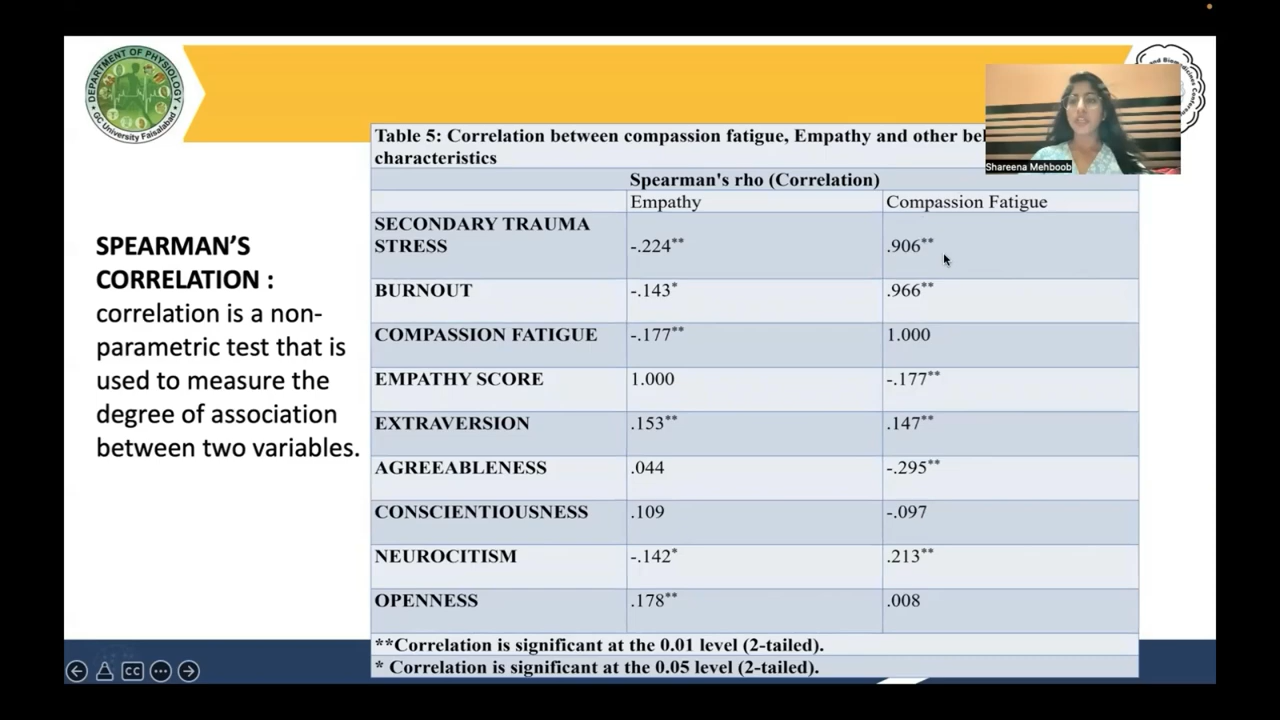 DEPARTMENT OF PHYSIOLOGY
GC University Faisalabad
and Biomedicines Conference
Shareena Mehboob
Table 5: Correlation between compassion fatigue, Empathy and other
characteristics
Spearman's rho (Correlation)
Empathy Compassion Fatigue
SECONDARY TRAUMA
STRESS -.224** .906**
BURNOUT -.143* .966**
COMPASSION FATIGUE -.177** 1.000
EMPATHY SCORE 1.000 -.177**
EXTRAVERSION .153** .147**
AGREEABLENESS .044 -.295**
CONSCIENTIOUSNESS .109 -.097
NEUROCITISM -.142* .213**
OPENNESS .178** .008
**Correlation is significant at the 0.01 level (2-tailed).
* Correlation is significant at the 0.05 level (2-tailed).
SPEARMAN’S
CORRELATION :
correlation is a non-
parametric test that is
used to measure the
degree of association
between two variables.
CC